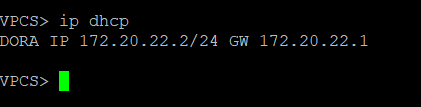 VPCS> ip dhcp
DORA IP 172.20.22.2/24 GW 172.20.22.1
VPCS>